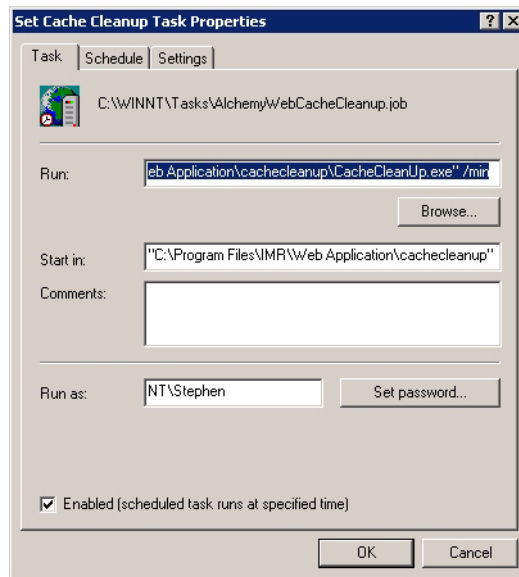 Set Cache Cleanup Task Properties
Task Schedule Settings
C:\WINNT\Tasks\AlchemyWebCacheCleanup.job
Run: eb Application\cachecleanup\CacheCleanUp.exe" /min
Browse...
Start in: "C:\Program Files\IMR\Web Application\cachecleanup"
Comments:
Run as: NT\Stephen Set password...
Enabled (scheduled task runs at specified time)
OK Cancel